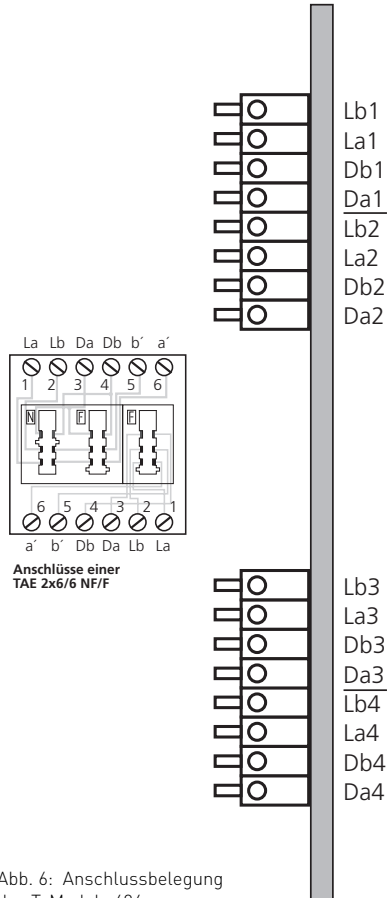 Lb1
La1
Db1
Da1
Lb2
La2
Db2
Da2
La Lb Da Db b´ a´
1 2 3 4 5 6
N F F
6 5 4 3 2 1
a´ b´ Db Da Lb La
Anschlüsse einer
TAE 2x6/6 NF/F
Lb3
La3
Db3
Da3
Lb4
La4
Db4
Da4
Abb. 6: Anschlussbelegung